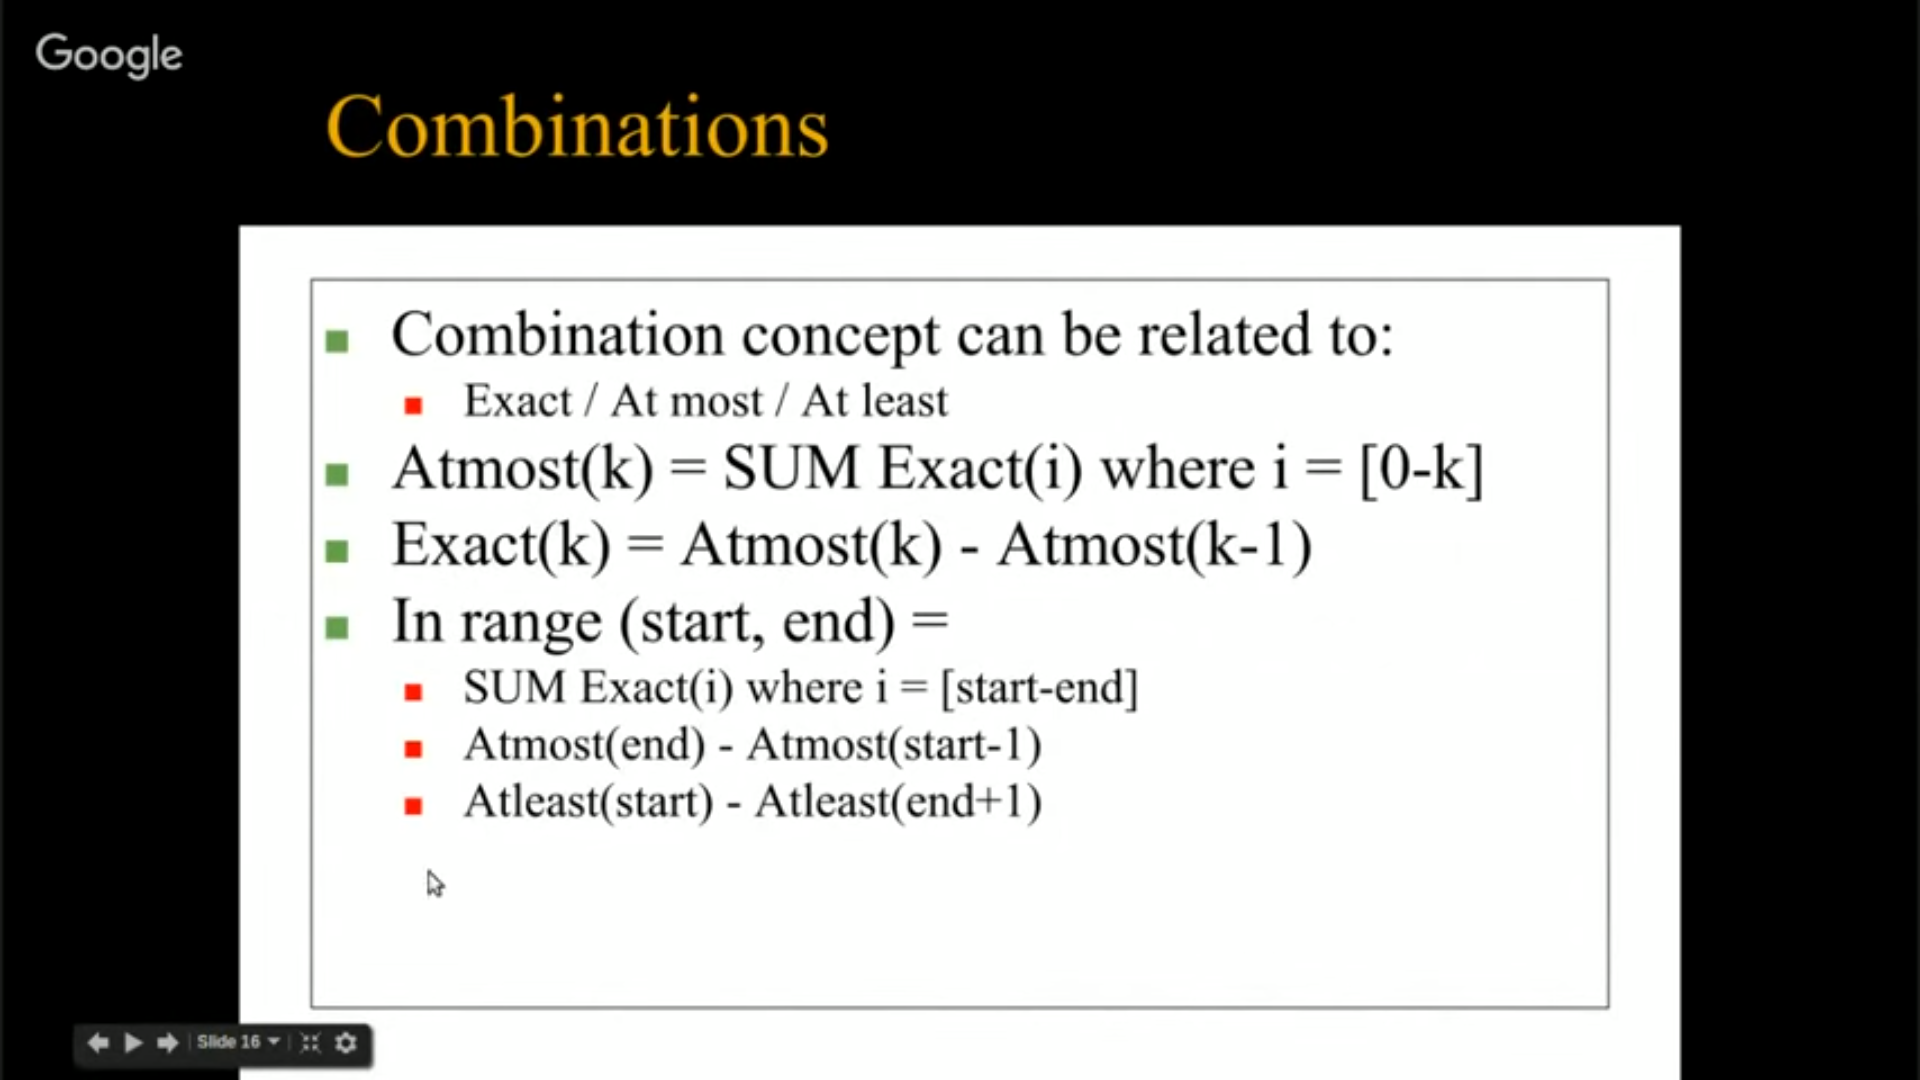 Google
Combinations
Combination concept can be related to:
Exact / At most / At least
Atmost(k) = SUM Exact(i) where i = [0-k]
Exact(k) = Atmost(k) - Atmost(k-1)
In range (start, end) =
SUM Exact(i) where i = [start-end]
Atmost(end) - Atmost(start-1)
Atleast(start) - Atleast(end+1)
Slide 16